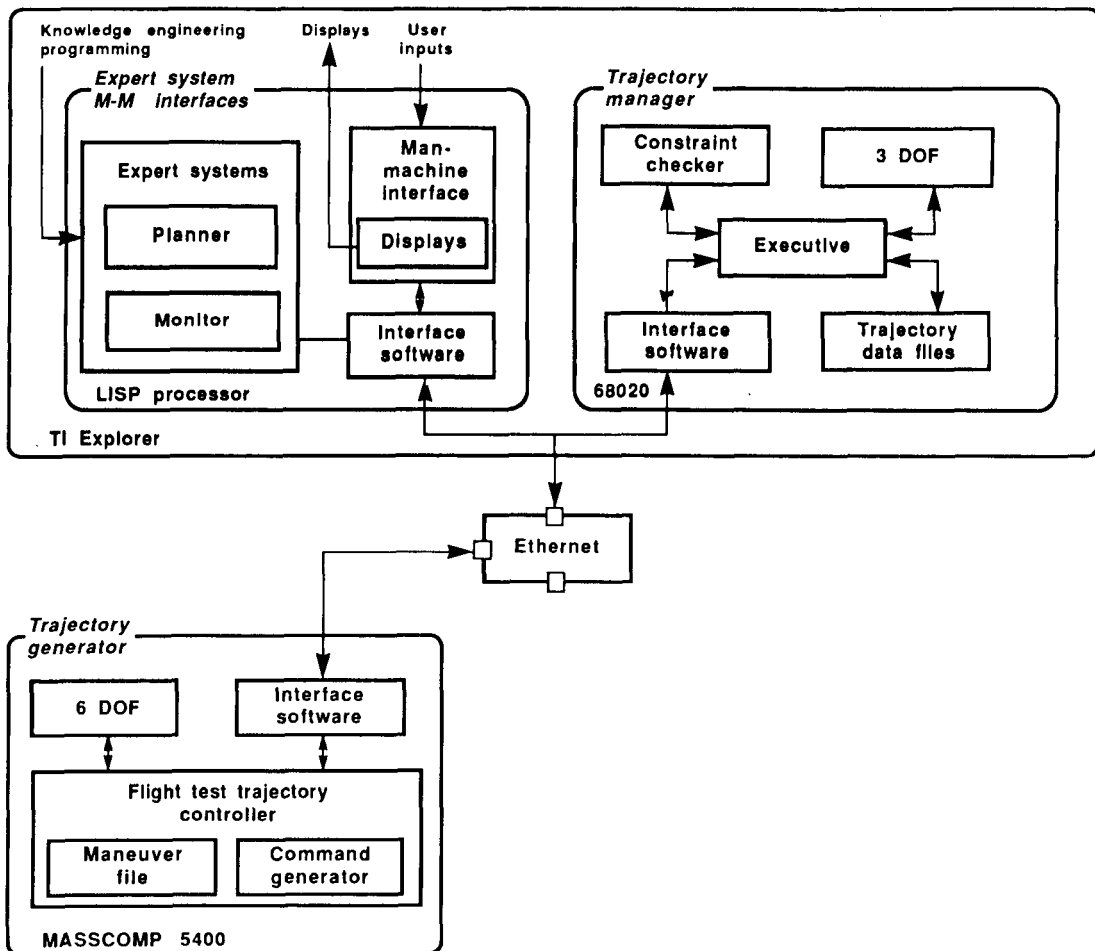 Knowledge engineering
programming
Displays
User
inputs
Expert system
M-M interfaces
Expert systems
Planner
Monitor
Man-
machine
interface
Displays
Interface
software
LISP processor
TI Explorer
Trajectory
manager
Constraint
checker
3 DOF
Executive
Interface
software
Trajectory
data files
68020
Ethernet
Trajectory
generator
6 DOF
Interface
software
Flight test trajectory
controller
Maneuver
file
Command
generator
MASSCOMP 5400